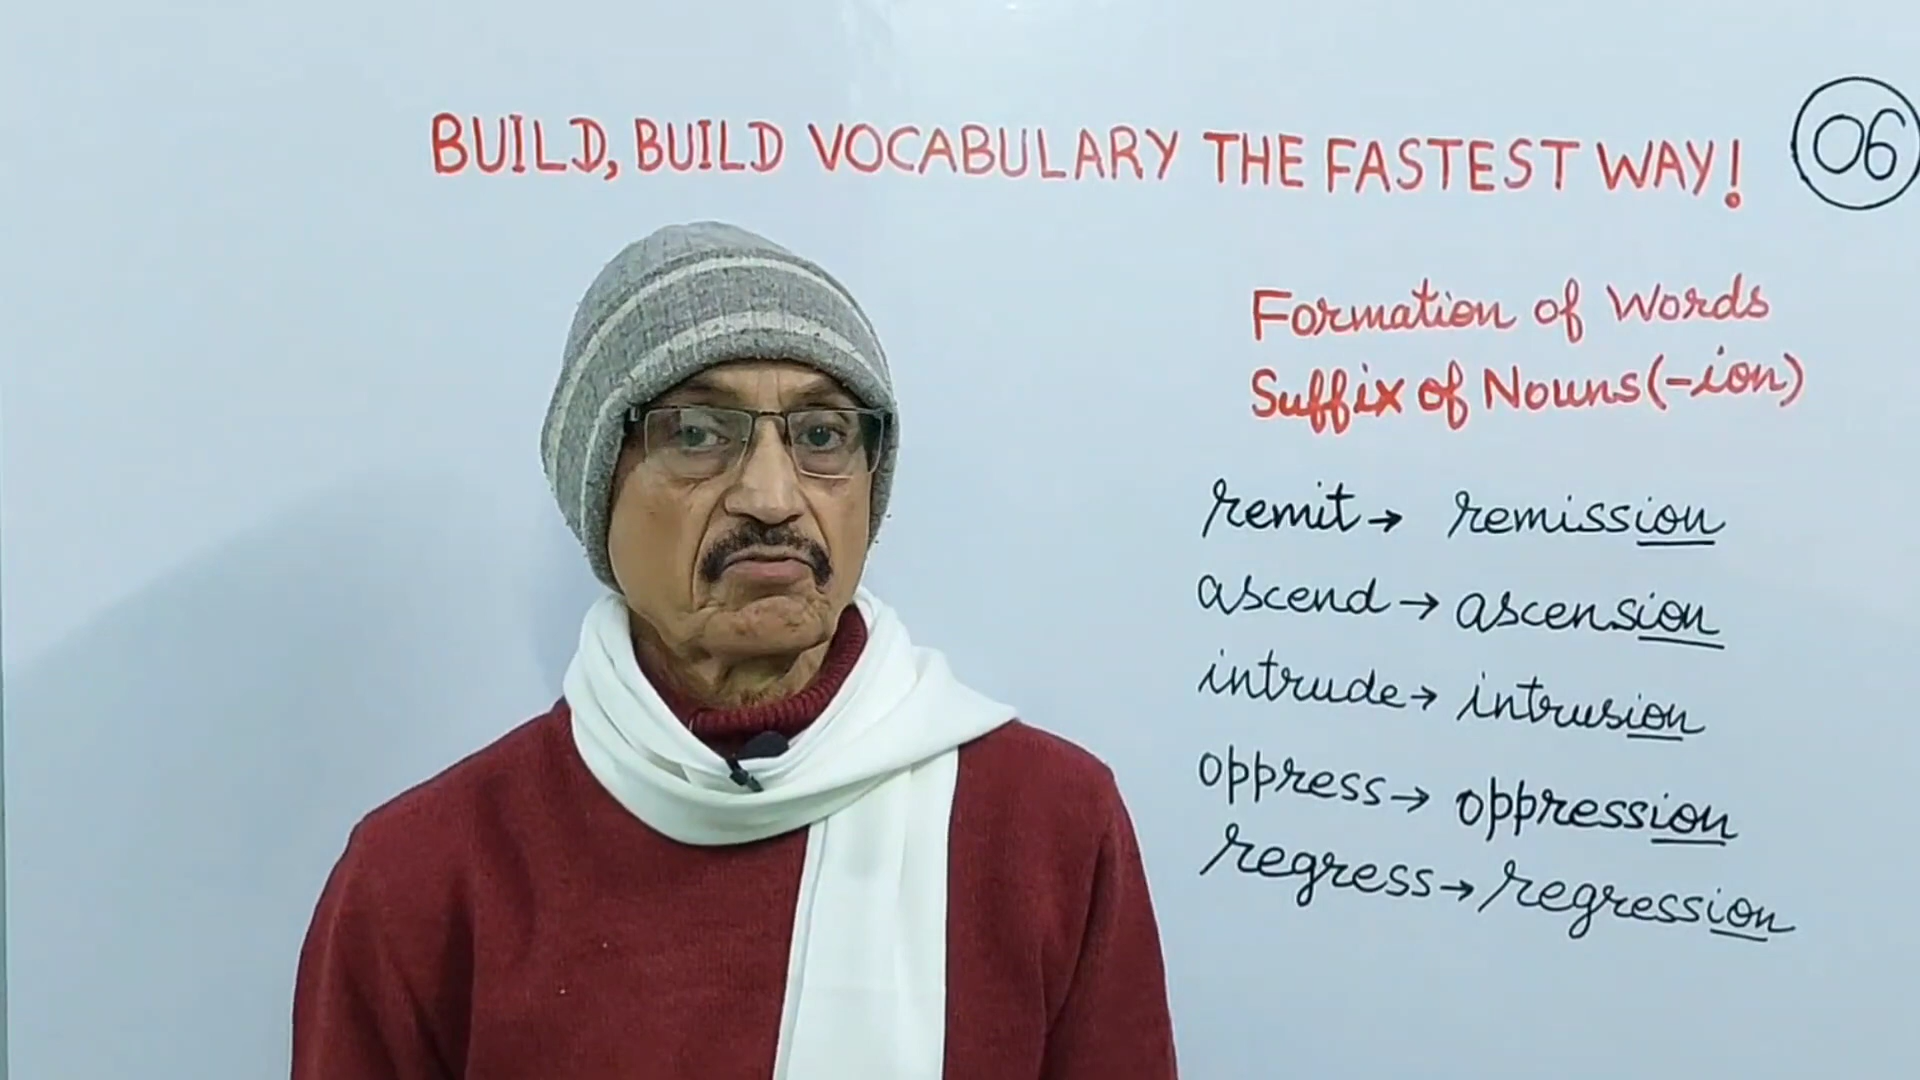 BUILD, BUILD VOCABULARY THE FASTEST WAY!
06
Formation of Words
Suffix of Nouns (-ion)
remit → remission
ascend → ascension
intrude → intrusion
oppress → oppression
regress → regression